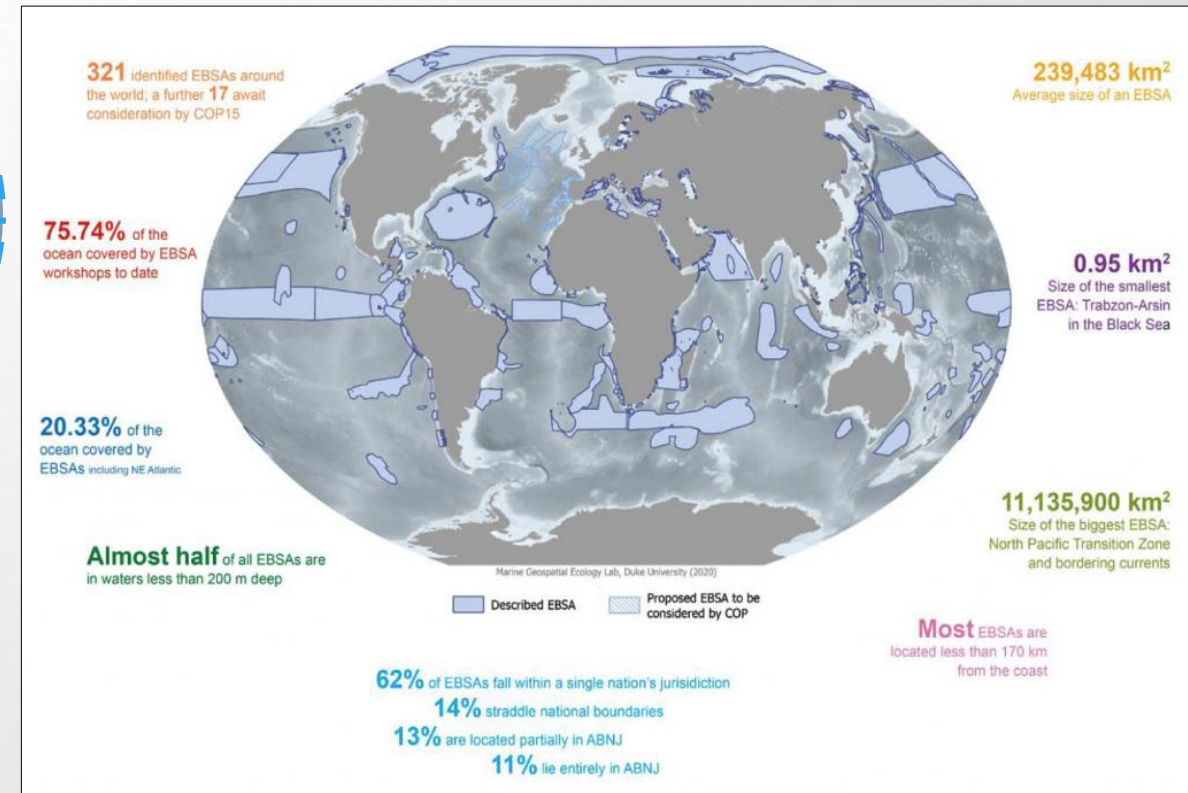 321 identified EBSAs around
the world; a further 17 await
consideration by COP15
239,483 km²
Average size of an EBSA
75.74% of the
ocean covered by EBSA
workshops to date
0.95 km²
Size of the smallest
EBSA: Trabzon-Arsin
in the Black Sea
20.33% of the
ocean covered by
EBSAs including NE Atlantic
11,135,900 km²
Size of the biggest EBSA:
North Pacific Transition Zone
and bordering currents
Almost half of all EBSAs are
in waters less than 200 m deep
Marine Geospatial Ecology Lab, Duke University (2020)
Described EBSA
Proposed EBSA to be
considered by COP
Most EBSAs are
located less than 170 km
from the coast
62% of EBSAs fall within a single nation's jurisidiction
14% straddle national boundaries
13% are located partially in ABNJ
11% lie entirely in ABNJ